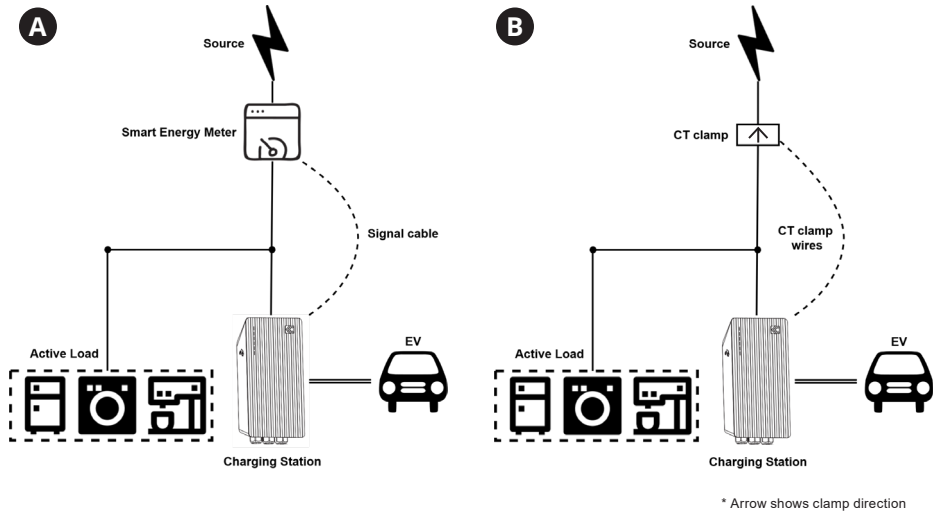 A
Source
Smart Energy Meter
Signal cable
Active Load
EV
Charging Station
B
Source
CT clamp
CT clamp
wires
Active Load
EV
Charging Station
* Arrow shows clamp direction